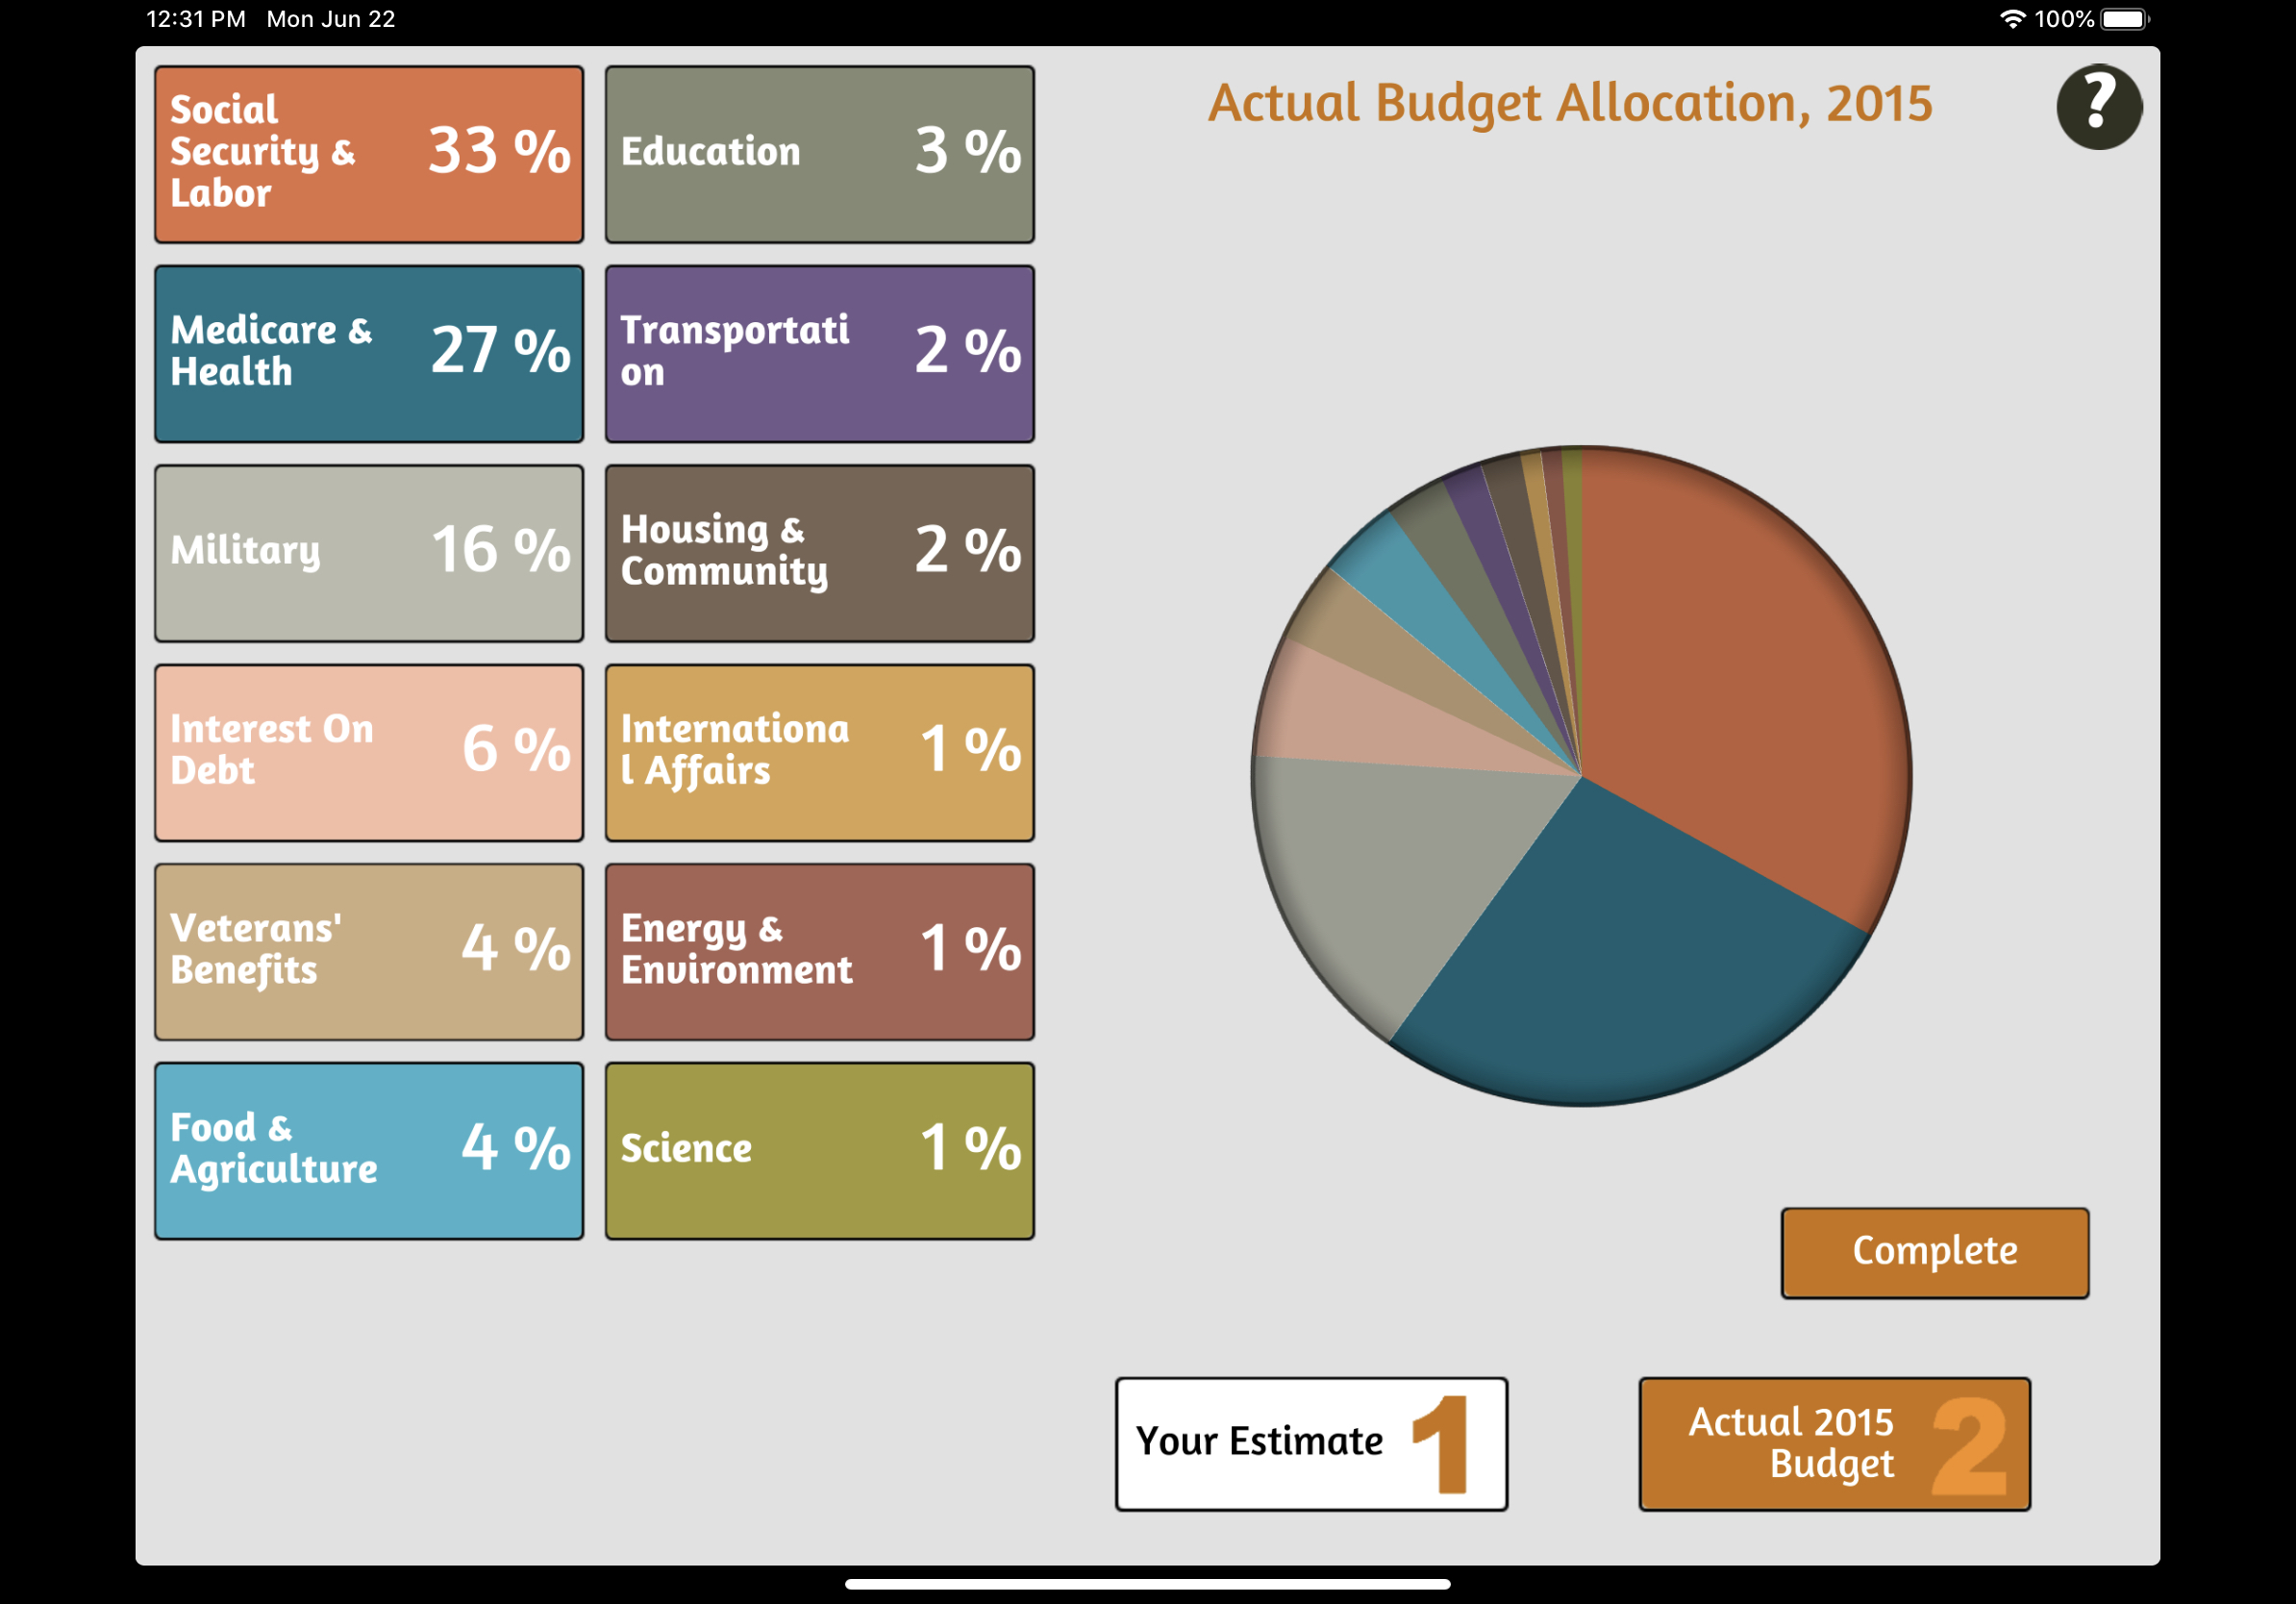 12:31 PM Mon Jun 22
100%
Actual Budget Allocation, 2015
?
Social
Security &
Labor
33 %
Education
3 %
Medicare &
Health
27 %
Transportati
on
2 %
Military
16 %
Housing &
Community
2 %
Interest On
Debt
6 %
Internationa
l Affairs
1 %
Veterans'
Benefits
4 %
Energy &
Environment
1 %
Food &
Agriculture
4 %
Science
1 %
Complete
Your Estimate
1
Actual 2015
Budget
2